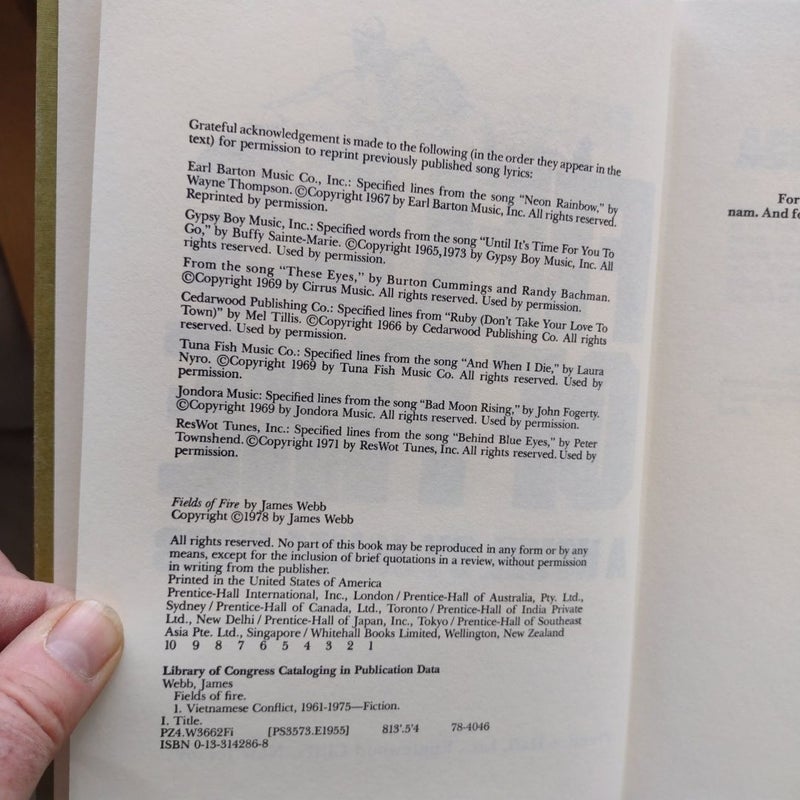 Grateful acknowledgement is made to the following (in the order they appear in the
text) for permission to reprint previously published song lyrics:
Earl Barton Music Co., Inc.: Specified lines from the song “Neon Rainbow,” by
Wayne Thompson. ©Copyright 1967 by Earl Barton Music, Inc. All rights reserved.
Reprinted by permission.
Gypsy Boy Music, Inc.: Specified words from the song “Until It's Time For You To
Go,” by Buffy Sainte-Marie. ©Copyright 1965,1973 by Gypsy Boy Music, Inc. All
rights reserved. Used by permission.
From the song “These Eyes,” by Burton Cummings and Randy Bachman.
©Copyright 1969 by Cirrus Music. All rights reserved. Used by permission.
Cedarwood Publishing Co.: Specified lines from “Ruby (Don't Take Your Love To
Town)” by Mel Tillis. ©Copyright 1966 by Cedarwood Publishing Co. All rights
reserved. Used by permission.
Tuna Fish Music Co.: Specified lines from the song “And When I Die,” by Laura
Nyro. ©Copyright 1969 by Tuna Fish Music Co. All rights reserved. Used by
permission.
Jondora Music: Specified lines from the song “Bad Moon Rising,” by John Fogerty.
©Copyright 1969 by Jondora Music. All rights reserved. Used by permission.
ResWot Tunes, Inc.: Specified lines from the song “Behind Blue Eyes,” by Peter
Townshend. ©Copyright 1971 by ResWot Tunes, Inc. All rights reserved. Used by
permission.
Fields of Fire by James Webb
Copyright ©1978 by James Webb
All rights reserved. No part of this book may be reproduced in any form or by any
means, except for the inclusion of brief quotations in a review, without permission
in writing from the publisher.
Printed in the United States of America
Prentice-Hall International, Inc., London/Prentice-Hall of Australia, Pty. Ltd.,
Sydney/Prentice-Hall of Canada, Ltd., Toronto/Prentice-Hall of India Private
Ltd., New Delhi/Prentice-Hall of Japan, Inc., Tokyo/Prentice-Hall of Southeast
Asia Pte. Ltd., Singapore/Whitehall Books Limited, Wellington, New Zealand
10 9 8 7 6 5 4 3 2 1
Library of Congress Cataloging in Publication Data
Webb, James
Fields of fire.
1. Vietnamese Conflict, 1961-1975—Fiction.
I. Title.
PZ4.W3662Fi [PS3573.E1955] 813'.5'4 78-4046
ISBN 0-13-314286-8
For
nam. And fo